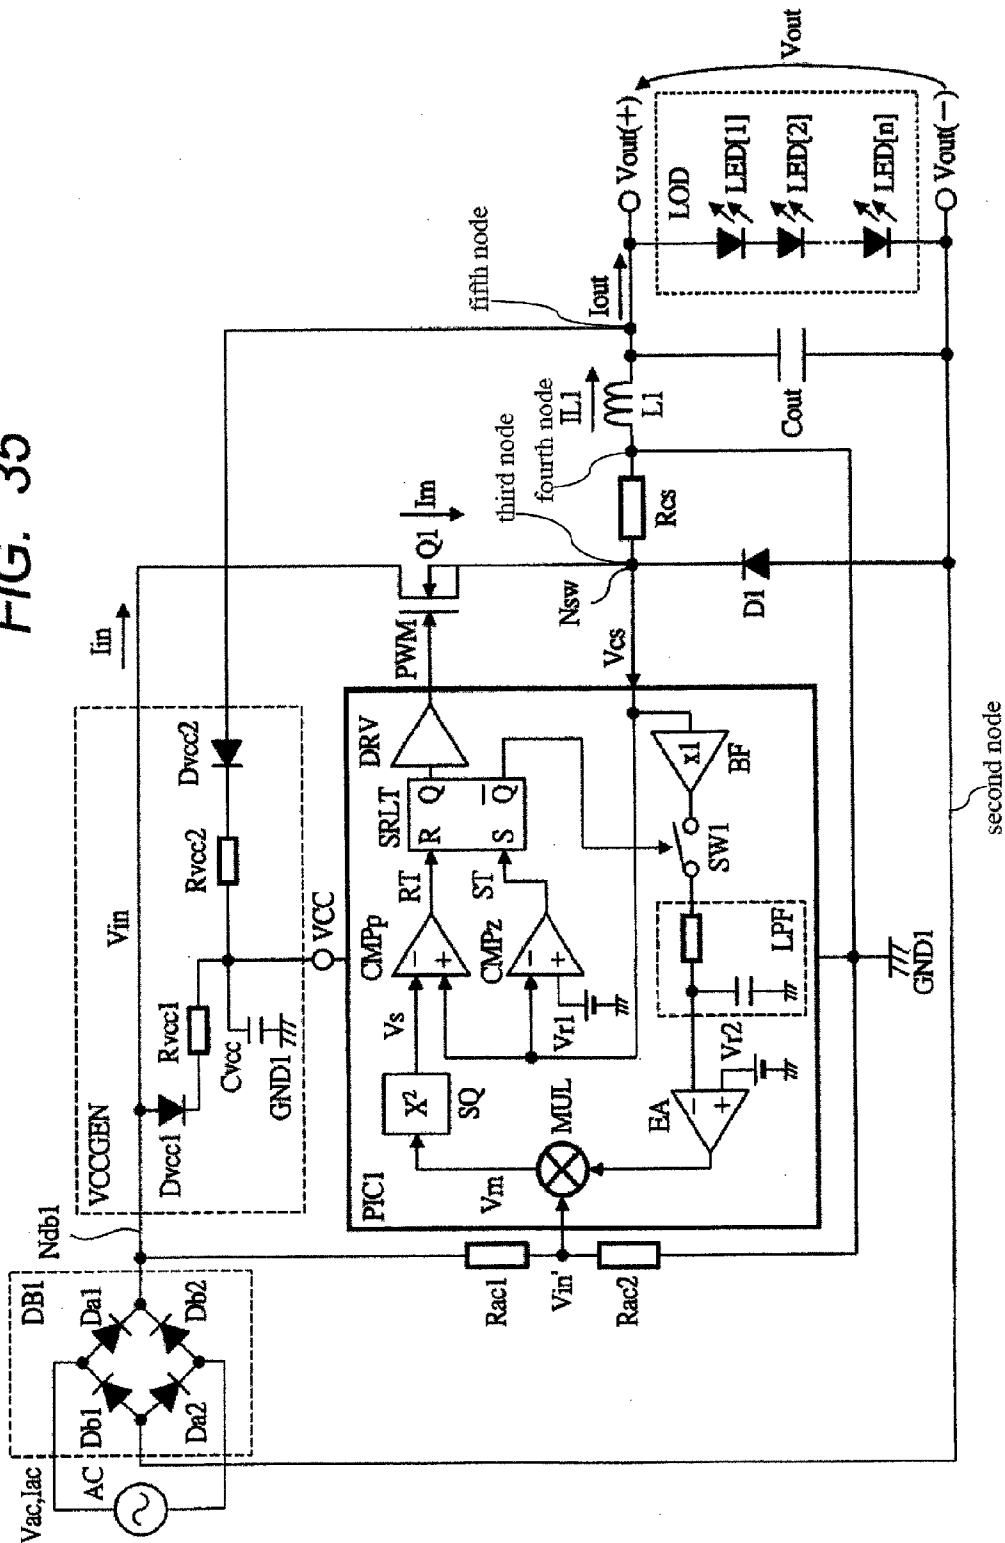 FIG. 35
Vac,Iac
AC
DB1
Da1
Db2
Db1
Da2
Ndb1
VCCGEN
Dvcc1
Rvcc1
Cvcc
GND1
Rvcc2
Dvcc2
Vin
Iin
VCC
PIC1
Vm
X²
SQ
Vs
CMPp
RT
SRLT
R
Q
S
Q
DRV
PWM
Q1
Im
CMPz
ST
Vr1
MUL
EA
Vr2
LPF
SW1
x1
BF
Rac1
Vin'
Rac2
GND1
Vcs
Nsw
D1
Rcs
third node
fourth node
IL1
L1
fifth node
Iout
Cout
Vout(+)
LOD
LED[1]
LED[2]
LED[n]
Vout(−)
Vout
second node